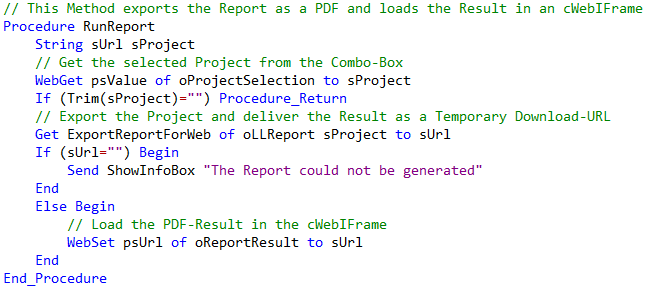 // This Method exports the Report as a PDF and loads the Result in an cWebIFrame
Procedure RunReport
    String sUrl sProject
    // Get the selected Project from the Combo-Box
    WebGet psValue of oProjectSelection to sProject
    If (Trim(sProject)="") Procedure_Return
    // Export the Project and deliver the Result as a Temporary Download-URL
    Get ExportReportForWeb of oLLReport sProject to sUrl
    If (sUrl="") Begin
        Send ShowInfoBox "The Report could not be generated"
    End
    Else Begin
        // Load the PDF-Result in the cWebIFrame
        WebSet psUrl of oReportResult to sUrl
    End
End_Procedure